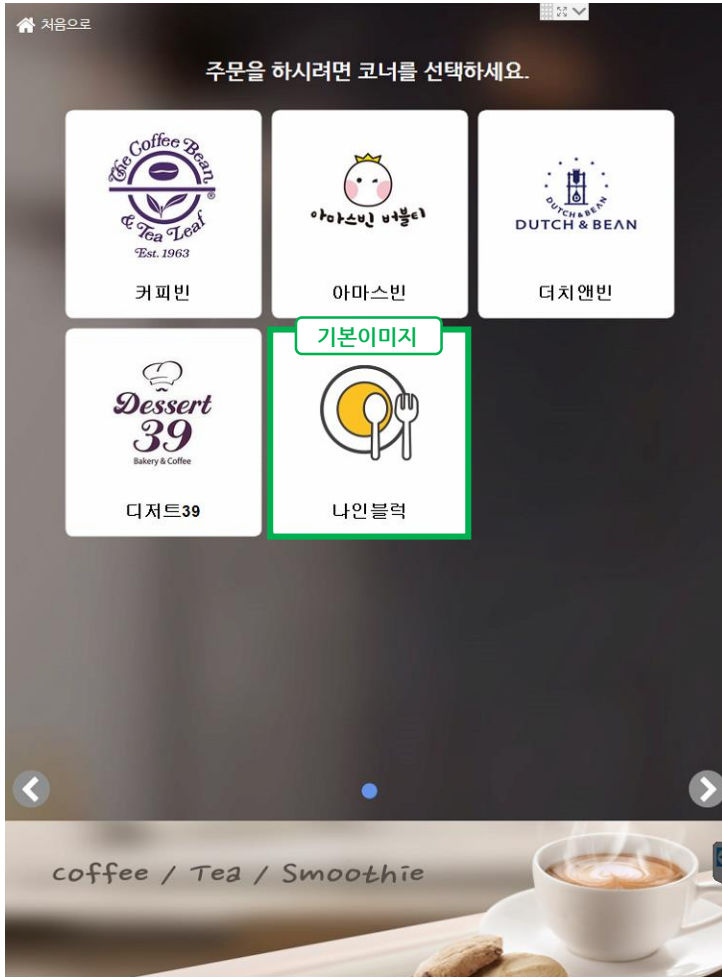 처음으로
주문을 하시려면 코너를 선택하세요.
The Coffee Bean
® & Tea Leaf
Est. 1963
커피빈
아마스빈 버블티
아마스빈
DUTCH & BEAN
DUTCH & BEAN
더치앤빈
Dessert
39
Bakery & Coffee
디저트39
기본이미지
나인블럭
coffee / Tea / Smoothie